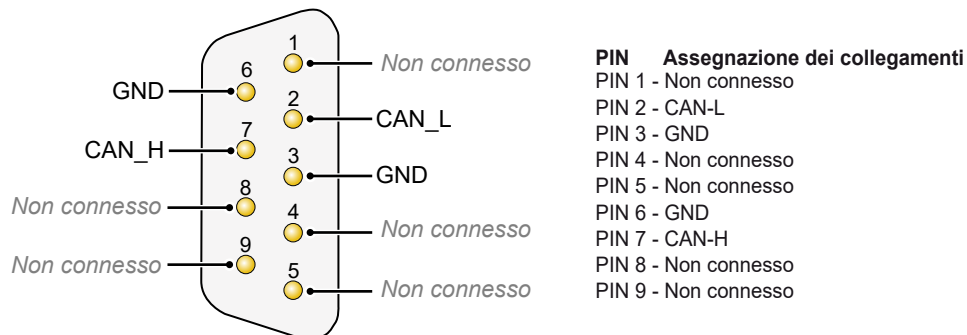 1
Non connesso
6
GND
2
CAN_L
7
CAN_H
3
GND
8
Non connesso
4
Non connesso
9
Non connesso
5
Non connesso
PIN Assegnazione dei collegamenti
PIN 1 - Non connesso
PIN 2 - CAN-L
PIN 3 - GND
PIN 4 - Non connesso
PIN 5 - Non connesso
PIN 6 - GND
PIN 7 - CAN-H
PIN 8 - Non connesso
PIN 9 - Non connesso